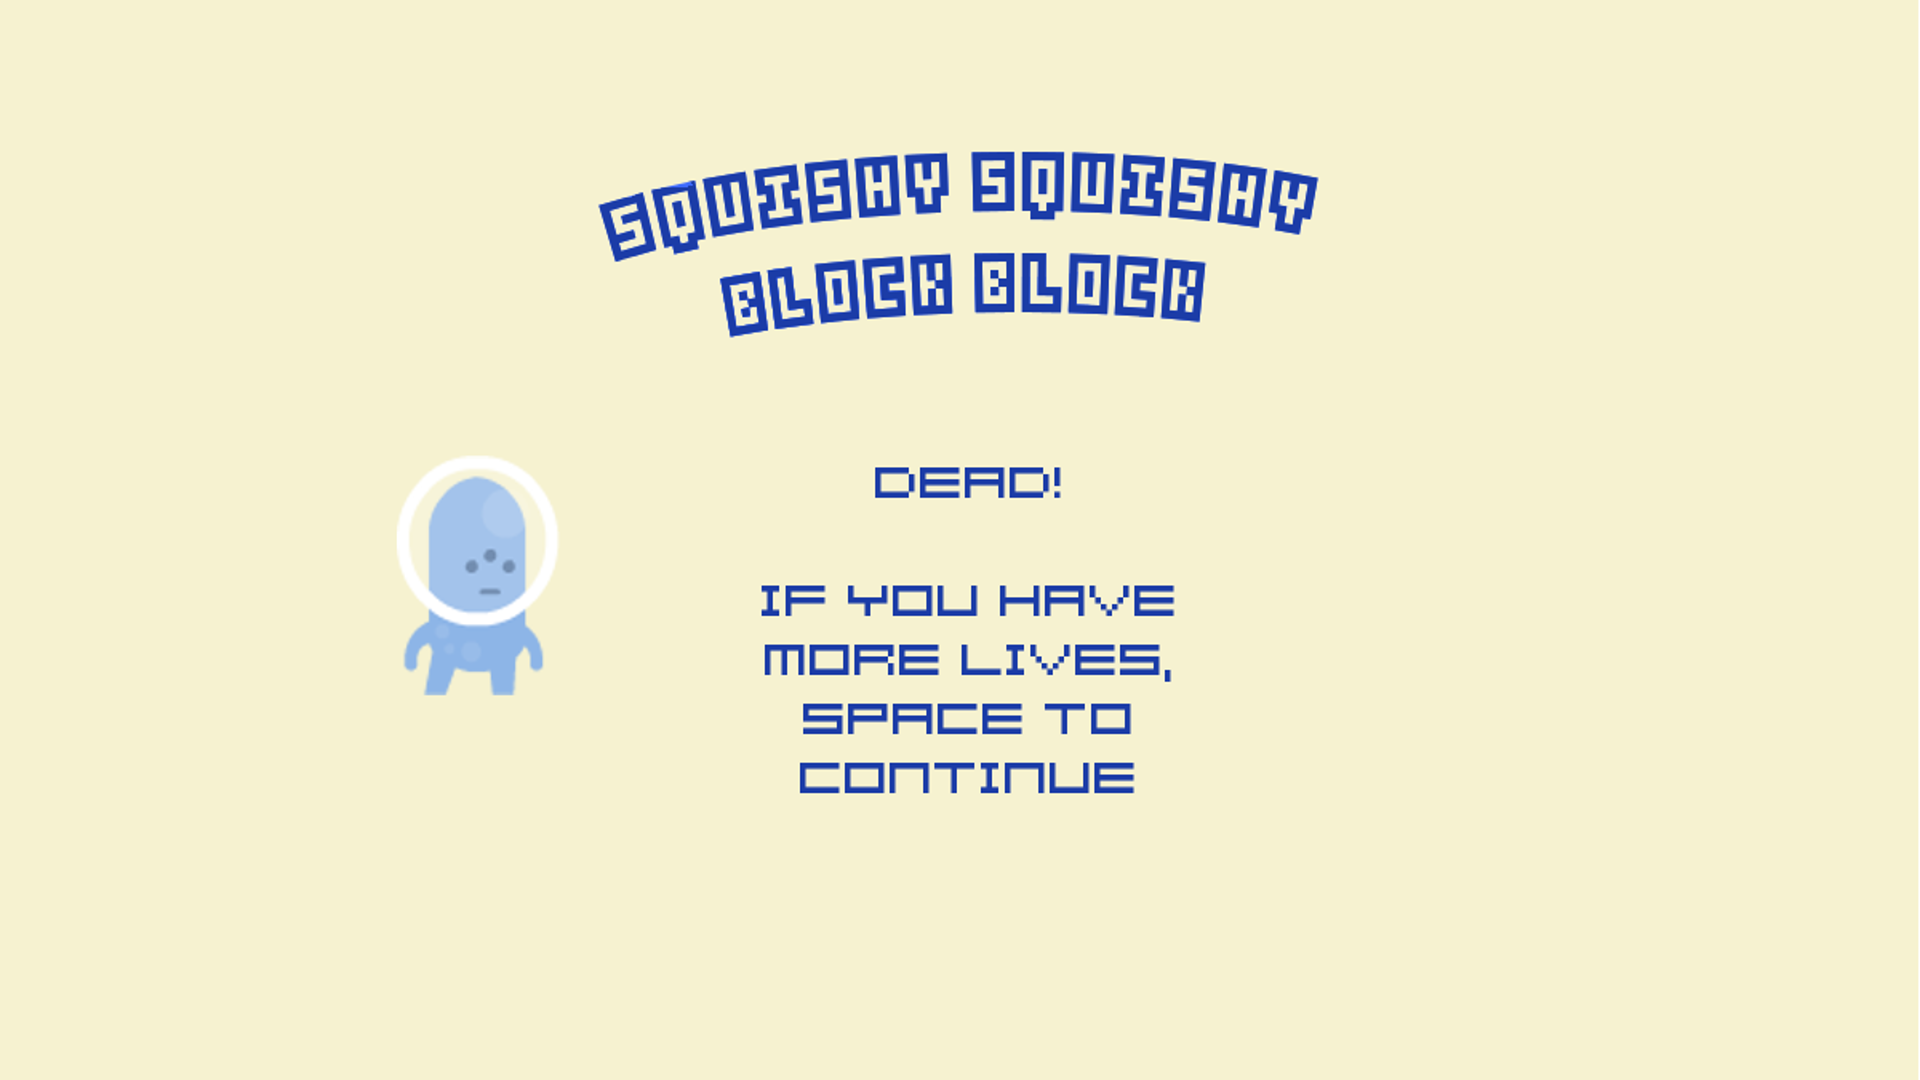 SQUISHY SQUISHY
BLOCK BLOCK
DEAD!
IF YOU HAVE
MORE LIVES,
SPACE TO
CONTINUE